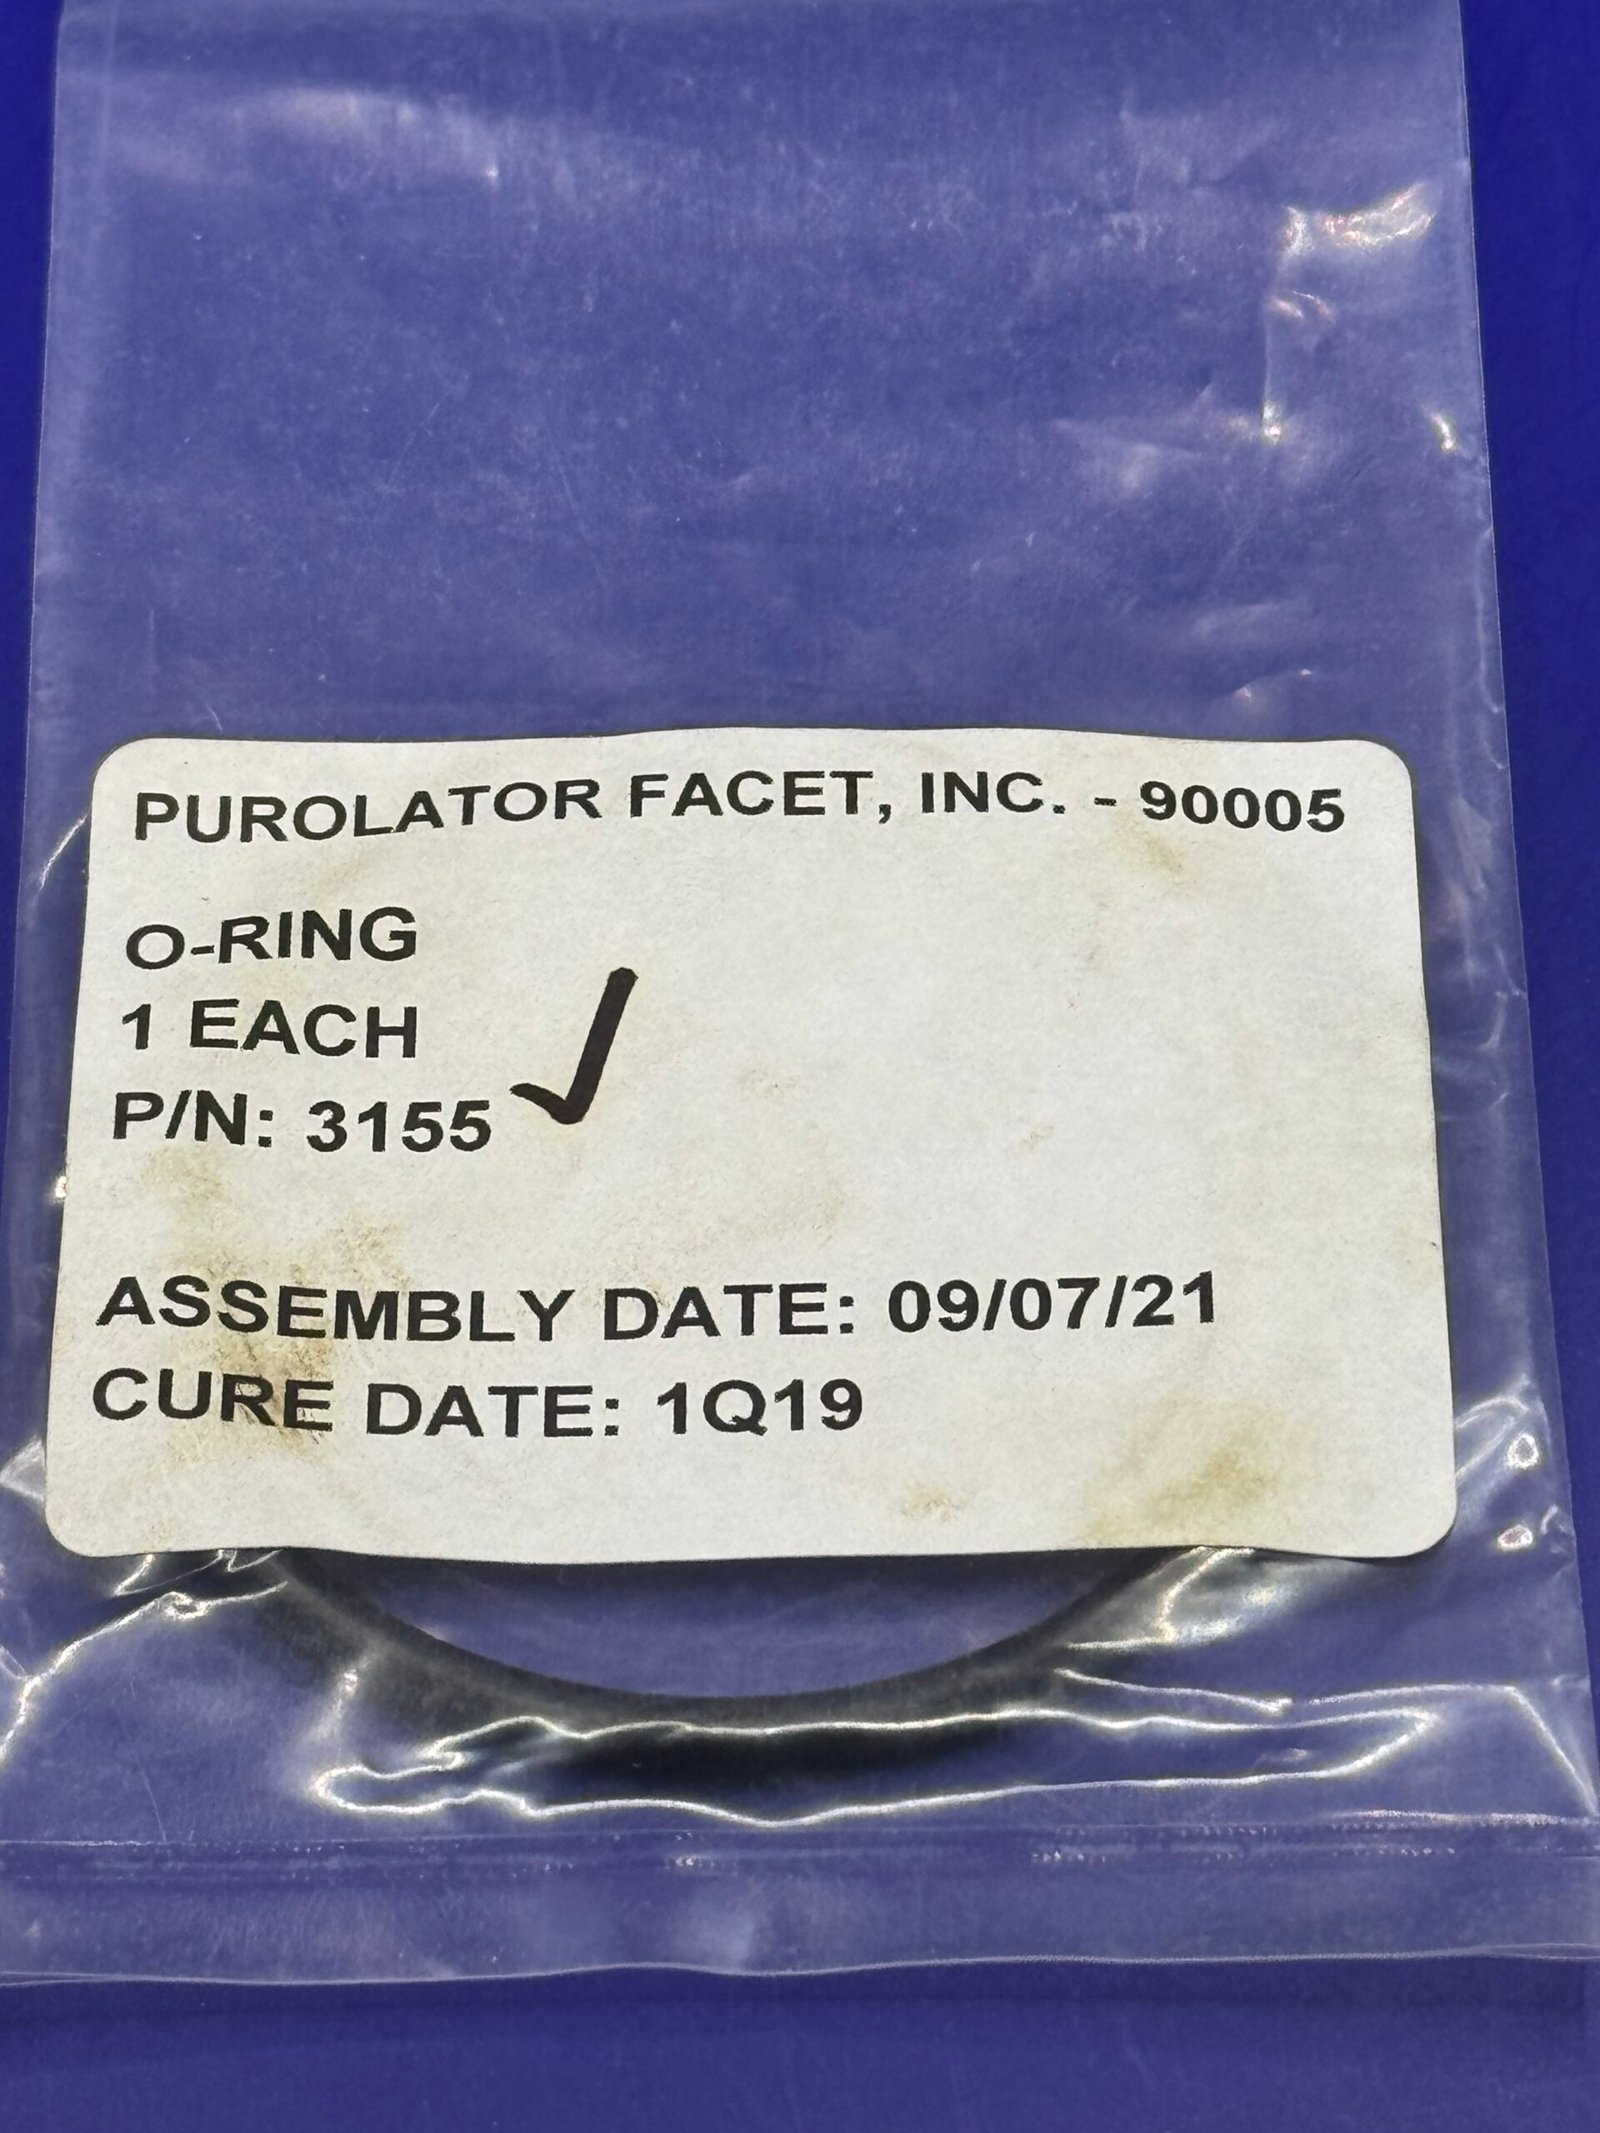 PUROLATOR FACET, INC. - 90005
O-RING
1 EACH
P/N: 3155
ASSEMBLY DATE: 09/07/21
CURE DATE: 1Q19